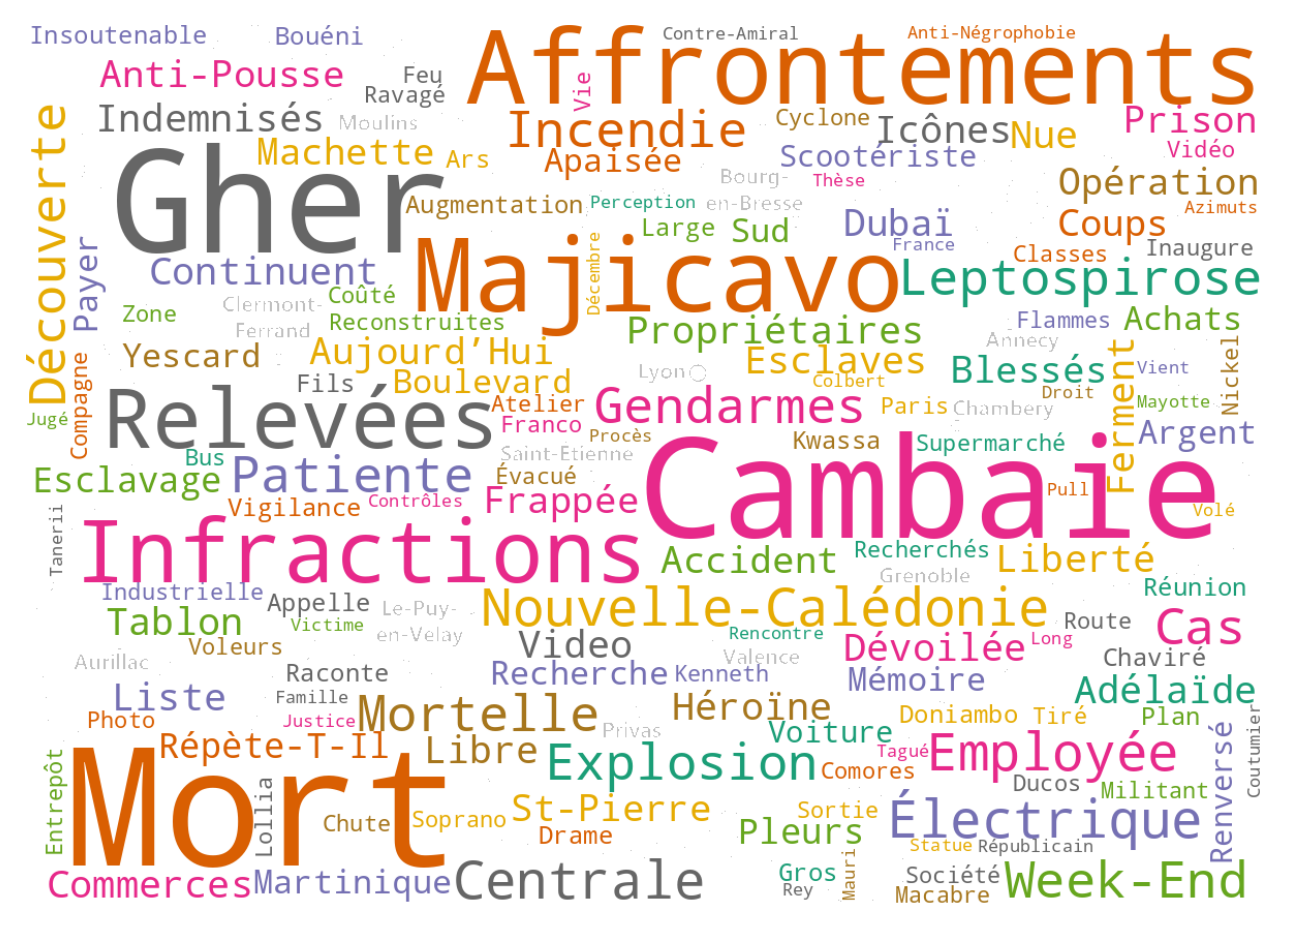 Insoutenable
Bouéni
Affrontements
Contre-Amiral
Anti-Négrophobie
Anti-Pousse
Feu
Ravagé
Vie
Indemnisés
Moulins
Incendie
Cyclone
Icônes
Nue
Prison
Vidéo
Découverte
Gher
Machette
Ars
Apaisée
Scootériste
Bourg-
en-Bresse
Thèse
Opération
Azimuts
Augmentation
Perception
Large
Sud
Dubaï
France
Coups
Classes
Inaugure
Payer
Continuent
Majicavo
Décembre
Leptospirose
Zone
Clermont-
Ferrand
Coûté
Reconstruites
Propriétaires
Flammes
Annecy
Achats
Yescard
Aujourd’Hui
Lyon
Esclaves
Blessés
Ferment
Vient
Nickel
Compagne
Fils
Boulevard
Colbert
Droit
Jugé
Relevées
Atelier
Franco
Gendarmes
Paris
Chambery
Mayotte
Argent
Procès
Saint-Etienne
Kwassa
Supermarché
Bus
Esclavage
Patiente
Évacué
Cambaie
Pull
Vigilance
Contrôles
Frappée
Volé
Tanerii
Infractions
Accident
Recherchés
Grenoble
Liberté
Industrielle
Appelle
Le-Puy-
en-Velay
Nouvelle-Calédonie
Réunion
Tablon
Victime
Voleurs
Video
Rencontre
Valence
Dévoilée
Long
Route
Cas
Aurillac
Raconte
Recherche
Kenneth
Mémoire
Chaviré
Liste
Famille
Justice
Mortelle
Héroïne
Adélaïde
Photo
Privas
Doniambo
Tiré
Plan
Coutumier
Renversé
Mort
Répète-T-Il
Libre
Voiture
Tagué
Employée
Entrepôt
Lollia
Explosion
Comores
Ducos
Militant
Chute
Soprano
St-Pierre
Drame
Sortie
Pleurs
Électrique
Statue
Républicain
Commerces
Martinique
Centrale
Gros
Rey
Mauri
Société
Macabre
Week-End